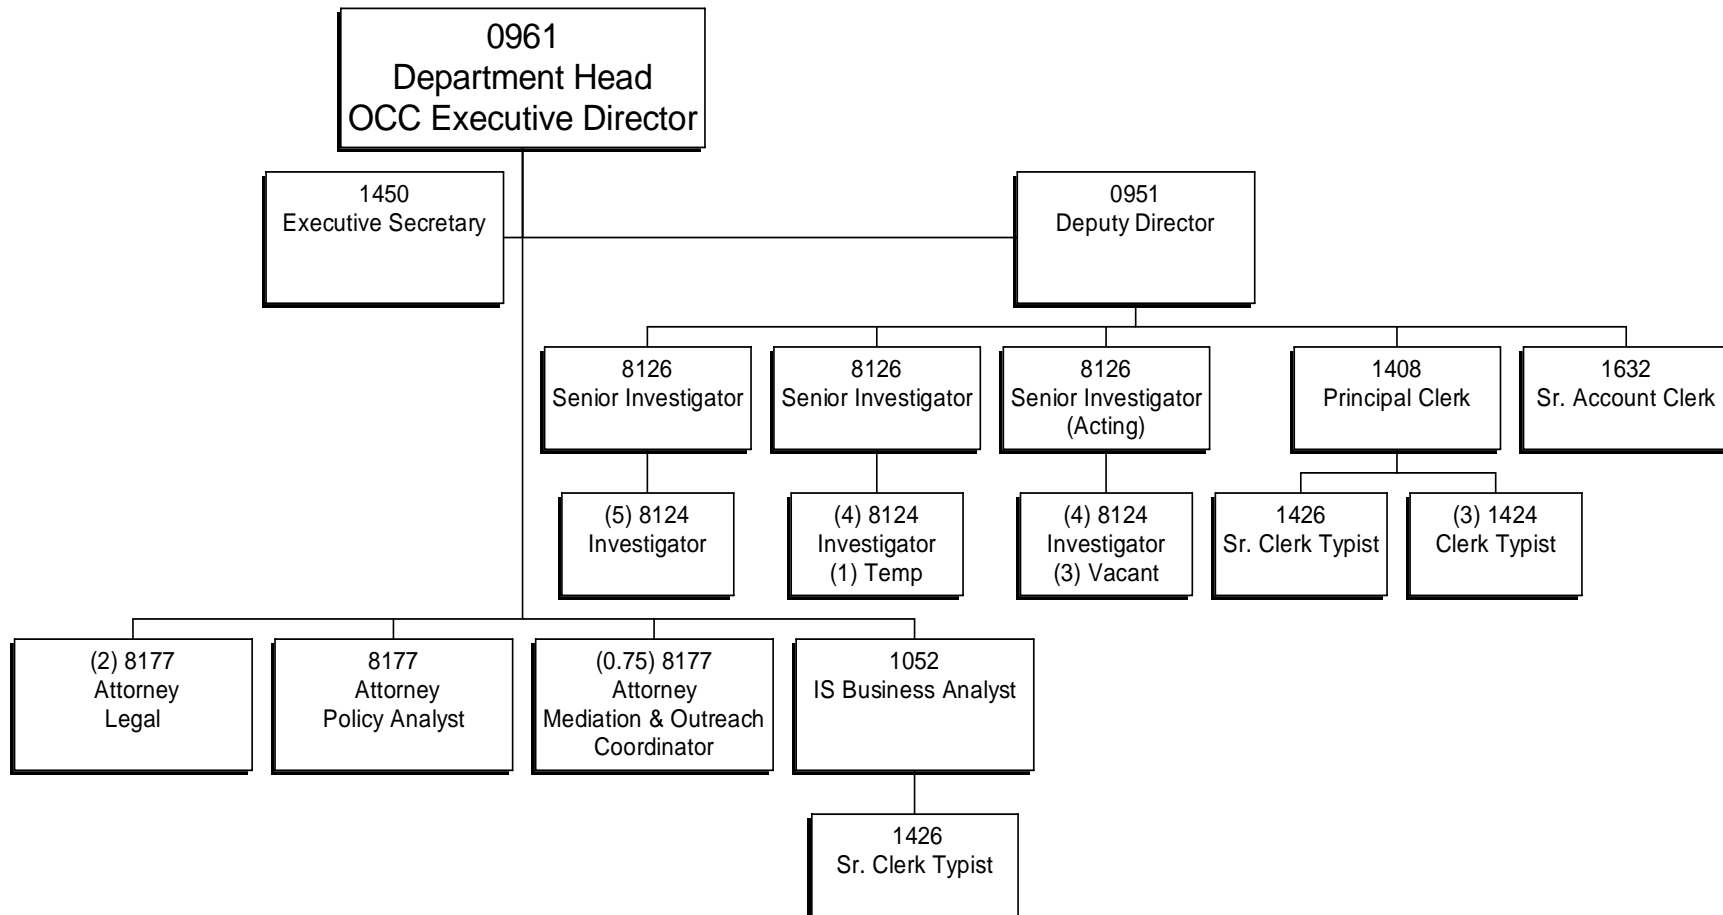 0961
Department Head
OCC Executive Director
1450
Executive Secretary
0951
Deputy Director
8126
Senior Investigator
8126
Senior Investigator
8126
Senior Investigator
(Acting)
1408
Principal Clerk
1632
Sr. Account Clerk
(5) 8124
Investigator
(4) 8124
Investigator
(1) Temp
(4) 8124
Investigator
(3) Vacant
1426
Sr. Clerk Typist
(3) 1424
Clerk Typist
(2) 8177
Attorney
Legal
8177
Attorney
Policy Analyst
(0.75) 8177
Attorney
Mediation & Outreach
Coordinator
1052
IS Business Analyst
1426
Sr. Clerk Typist